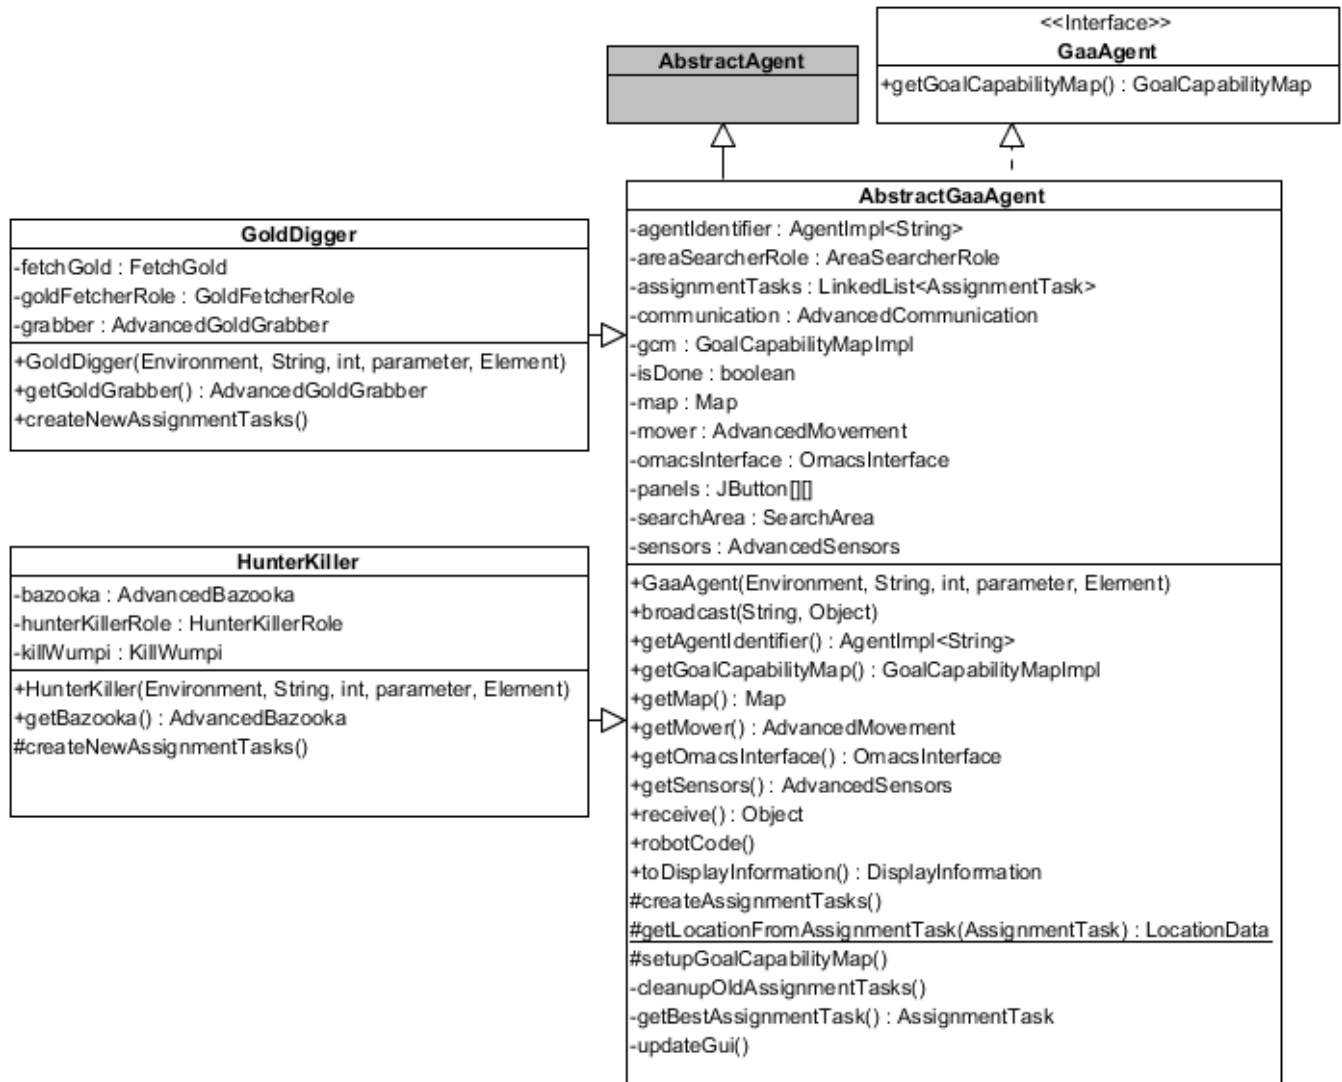 <<Interface>>
GaaAgent
+getGoalCapabilityMap() : GoalCapabilityMap
AbstractAgent
AbstractGaaAgent
-agentIdentifier : AgentImpl<String>
-areaSearcherRole : AreaSearcherRole
-assignmentTasks : LinkedList<AssignmentTask>
-communication : AdvancedCommunication
-gcm : GoalCapabilityMapImpl
-isDone : boolean
-map : Map
-mover : AdvancedMovement
-omacsInterface : OmacsInterface
-panels : JButton[][]
-searchArea : SearchArea
-sensors : AdvancedSensors
+GaaAgent(Environment, String, int, parameter, Element)
+broadcast(String, Object)
+getAgentIdentifier() : AgentImpl<String>
+getGoalCapabilityMap() : GoalCapabilityMapImpl
+getMap() : Map
+getMover() : AdvancedMovement
+getOmacsInterface() : OmacsInterface
+getSensors() : AdvancedSensors
+receive() : Object
+robotCode()
+toDisplayInformation() : DisplayInformation
#createAssignmentTasks()
#getLocationFromAssignmentTask(AssignmentTask) : LocationData
#setupGoalCapabilityMap()
-cleanupOldAssignmentTasks()
-getBestAssignmentTask() : AssignmentTask
-updateGui()
GoldDigger
-fetchGold : FetchGold
-goldFetcherRole : GoldFetcherRole
-grabber : AdvancedGoldGrabber
+GoldDigger(Environment, String, int, parameter, Element)
+getGoldGrabber() : AdvancedGoldGrabber
+createNewAssignmentTasks()
HunterKiller
-bazooka : AdvancedBazooka
-hunterKillerRole : HunterKillerRole
-killWumpi : KillWumpi
+HunterKiller(Environment, String, int, parameter, Element)
+getBazooka() : AdvancedBazooka
#createNewAssignmentTasks()